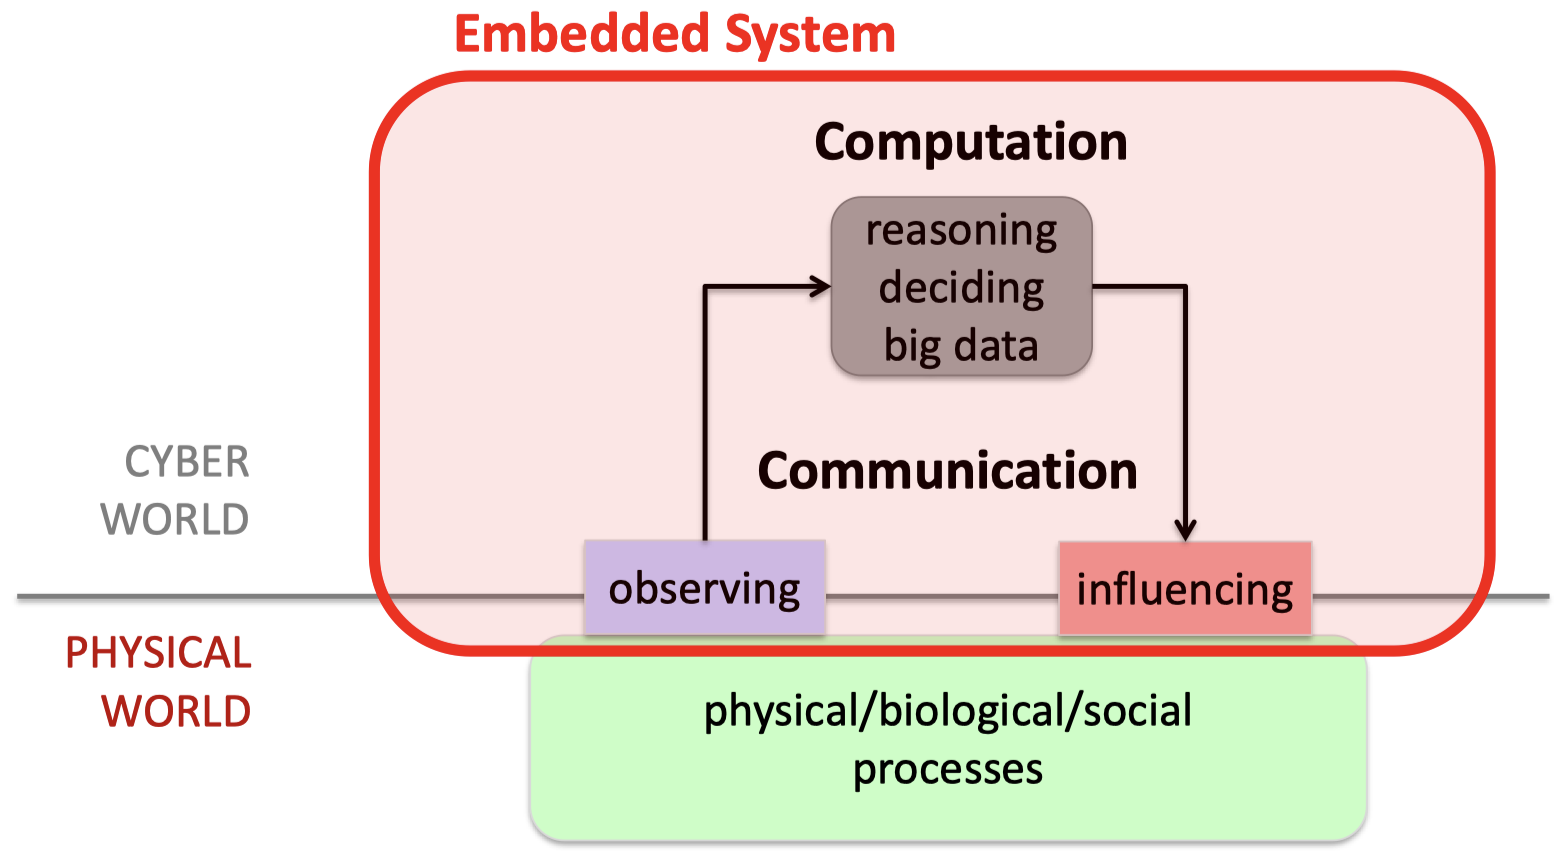 Embedded System
Computation
reasoning
deciding
big data
Communication
CYBER
WORLD
observing
influencing
PHYSICAL
WORLD
physical/biological/social
processes